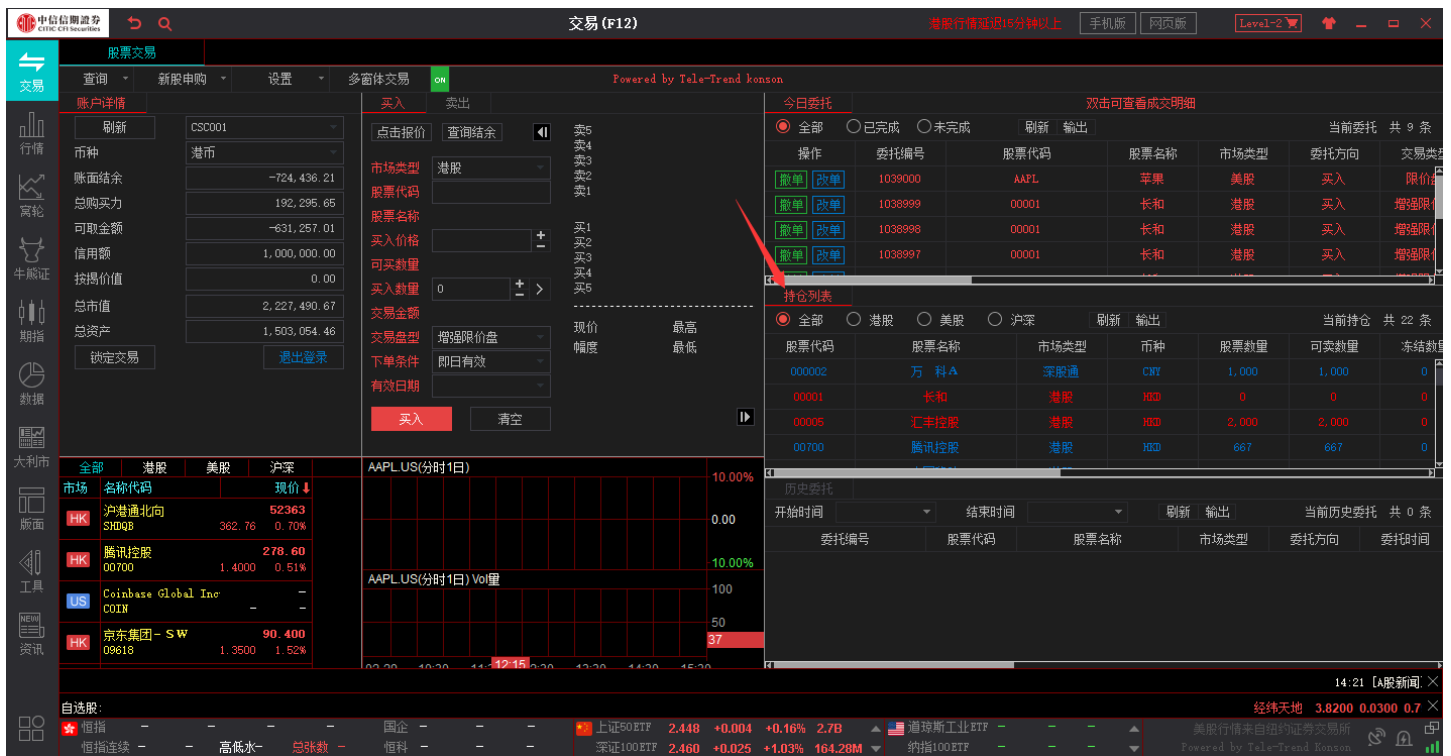 中信信期證券 交易(F12) 港股行情延迟15分钟以上 手机版 网页版 Level-2
CITIC CFI Securities
股票交易
交易
行情
窝轮
牛熊证
期指
数据
大利市
版面
工具
NEW
资讯
查询 新股申购 设置 多窗体交易 ON Powered by Tele-Trend konson
账户详情
刷新 CSC001
币种 港币
账面结余 -724,436.21
总购买力 192,295.65
可取金额 -631,257.01
信用额 1,000,000.00
按揭价值 0.00
总市值 2,227,490.67
总资产 1,503,054.46
锁定交易 退出登录
买入 卖出
点击报价 查询结余
市场类型 港股
股票代码
股票名称
买入价格 + −
可买数量
买入数量 0 + − >
交易金额
交易盘型 增强限价盘
下单条件 即日有效
有效日期
买入 清空
卖5
卖4
卖3
卖2
卖1
买1
买2
买3
买4
买5
现价 最高
幅度 最低
今日委托 双击可查看成交明细
全部 已完成 未完成 刷新 输出 当前委托 共 9 条
操作 委托编号 股票代码 股票名称 市场类型 委托方向 交易类型
撤单 改单 1039000 AAPL 苹果 美股 买入 限价
撤单 改单 1038999 00001 长和 港股 买入 增强限
撤单 改单 1038998 00001 长和 港股 买入 增强限
撤单 改单 1038997 00001 长和 港股 买入 增强限
持仓列表
全部 港股 美股 沪深 刷新 输出 当前持仓 共 22 条
股票代码 股票名称 市场类型 币种 股票数量 可卖数量 冻结数
000002 万 科A 深股通 CNY 1,000 1,000 0
00001 长和 港股 HKD 0 0 0
00005 汇丰控股 港股 HKD 2,000 2,000 0
00700 腾讯控股 港股 HKD 667 667 0
历史委托
开始时间 结束时间 刷新 输出 当前历史委托 共 0 条
委托编号 股票代码 股票名称 市场类型 委托方向 委托时间
全部 港股 美股 沪深
市场 名称代码 现价
HK 沪港通北向 52363
SHDQB 362.76 0.70%
HK 腾讯控股 278.60
00700 1.4000 0.51%
US Coinbase Global Inc –
COIN – –
HK 京东集团-SW 90.400
09618 1.3500 1.52%
AAPL.US(分时1日)
10.00%
0.00
10.00%
AAPL.US(分时1日) Vol量
100
50
37
12:15
14:21 [A股新闻]
自选股: 经纬天地 3.8200 0.0300 0.7
恒指 – – – 国企 – – – 上证50ETF 2.448 +0.004 +0.16% 2.7B 道琼斯工业ETF – – – 美股行情来自纽约证券交易所
恒指连续 – – 高低水– 总张数 – 恒科 – – – 深证100ETF 2.460 +0.025 +1.03% 164.28M 纳指100ETF – – – Powered by Tele-Trend Konson